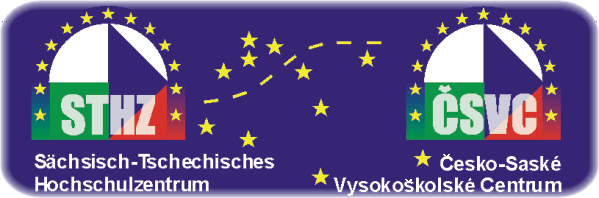 STHZ
Sächsisch-Tschechisches
Hochschulzentrum
ČSVC
Česko-Saské
Vysokoškolské Centrum